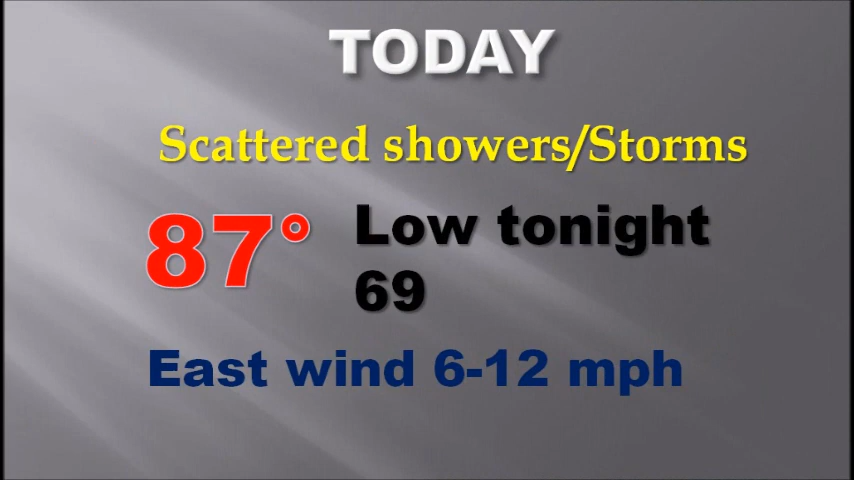 TODAY
Scattered showers/Storms
87°
Low tonight
69
East wind 6-12 mph